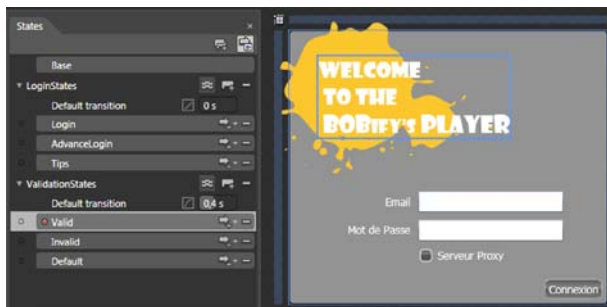 States
Base
LoginStates
Default transition 0 s
Login
AdvanceLogin
Tips
ValidationStates
Default transition 0,4 s
Valid
Invalid
Default
WELCOME
TO THE
BOBIFY'S PLAYER
Email
Mot de Passe
Serveur Proxy
Connexion